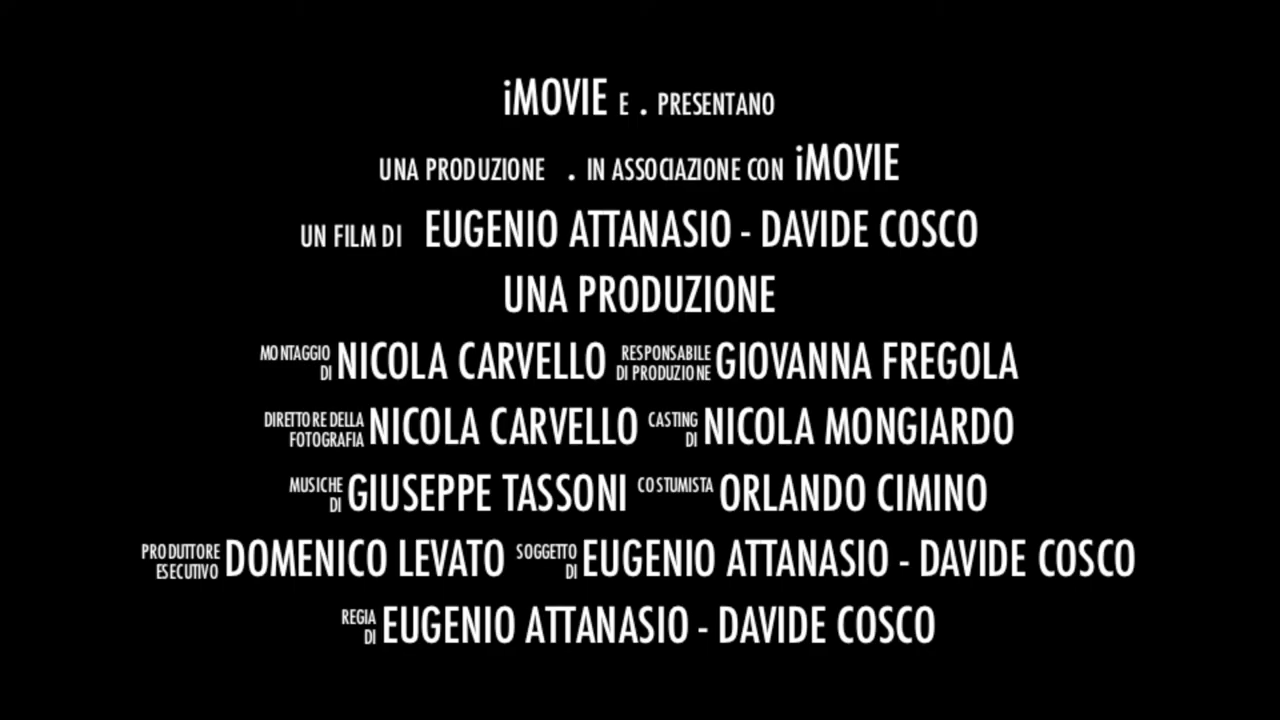 iMOVIE E . PRESENTANO
UNA PRODUZIONE . IN ASSOCIAZIONE CON iMOVIE
UN FILM DI EUGENIO ATTANASIO - DAVIDE COSCO
UNA PRODUZIONE
MONTAGGIO DI NICOLA CARVELLO RESPONSABILE DI PRODUZIONE GIOVANNA FREGOLA
DIRETTORE DELLA FOTOGRAFIA NICOLA CARVELLO CASTING DI NICOLA MONGIARDO
MUSICHE DI GIUSEPPE TASSONI COSTUMISTA ORLANDO CIMINO
PRODUTTORE ESECUTIVO DOMENICO LEVATO SOGGETTO DI EUGENIO ATTANASIO - DAVIDE COSCO
REGIA DI EUGENIO ATTANASIO - DAVIDE COSCO